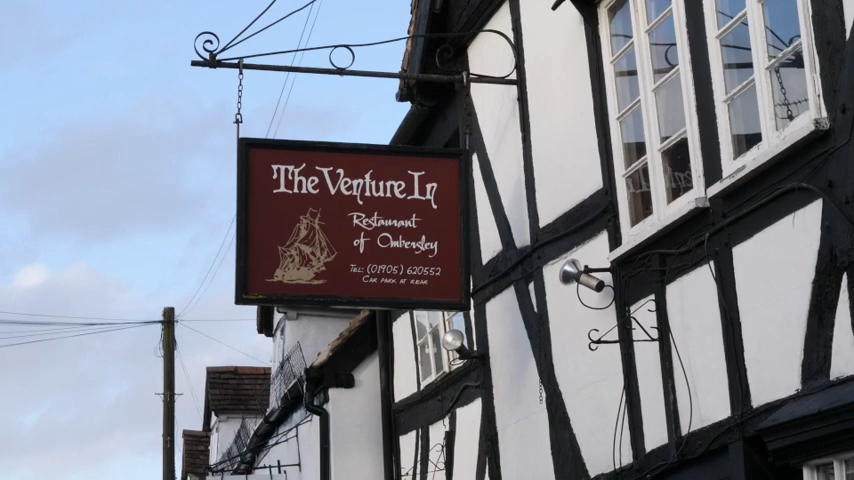 The Venture In
Restaurant
of Ombersley
TEL: (01905) 620552
CAR PARK AT REAR